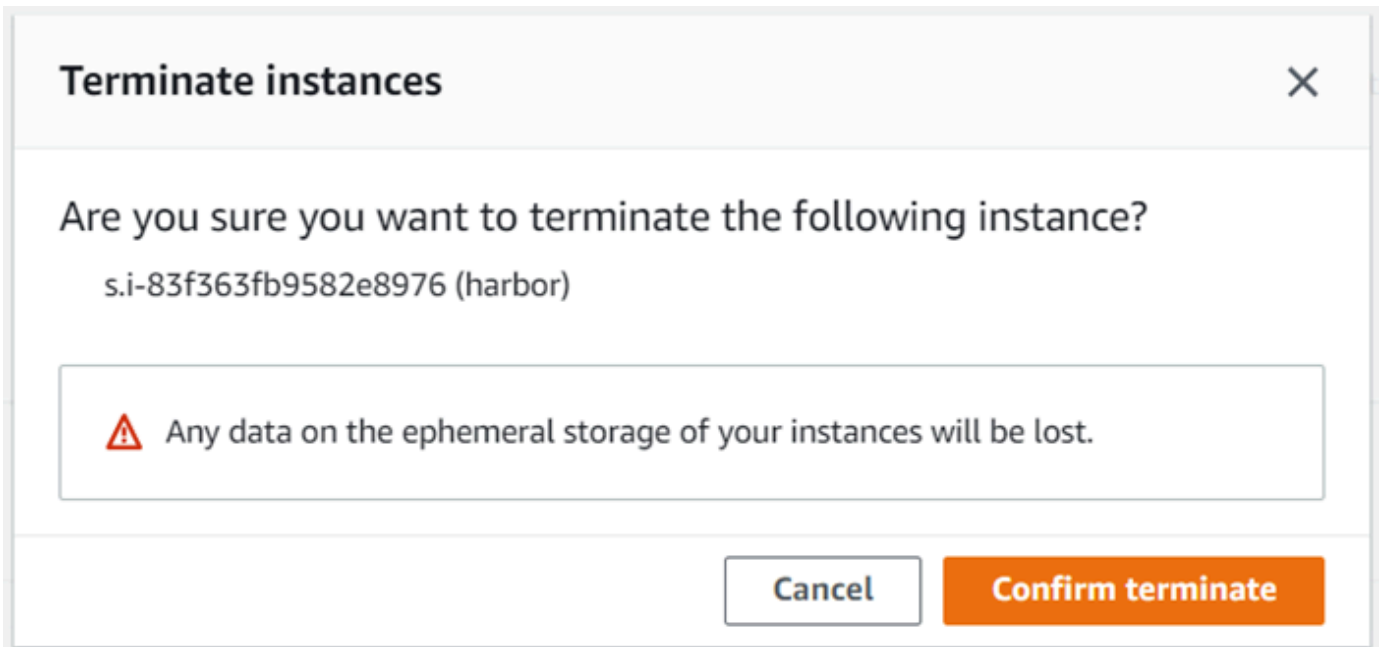 Terminate instances
Are you sure you want to terminate the following instance?
s.i-83f363fb9582e8976 (harbor)
Any data on the ephemeral storage of your instances will be lost.
Cancel
Confirm terminate